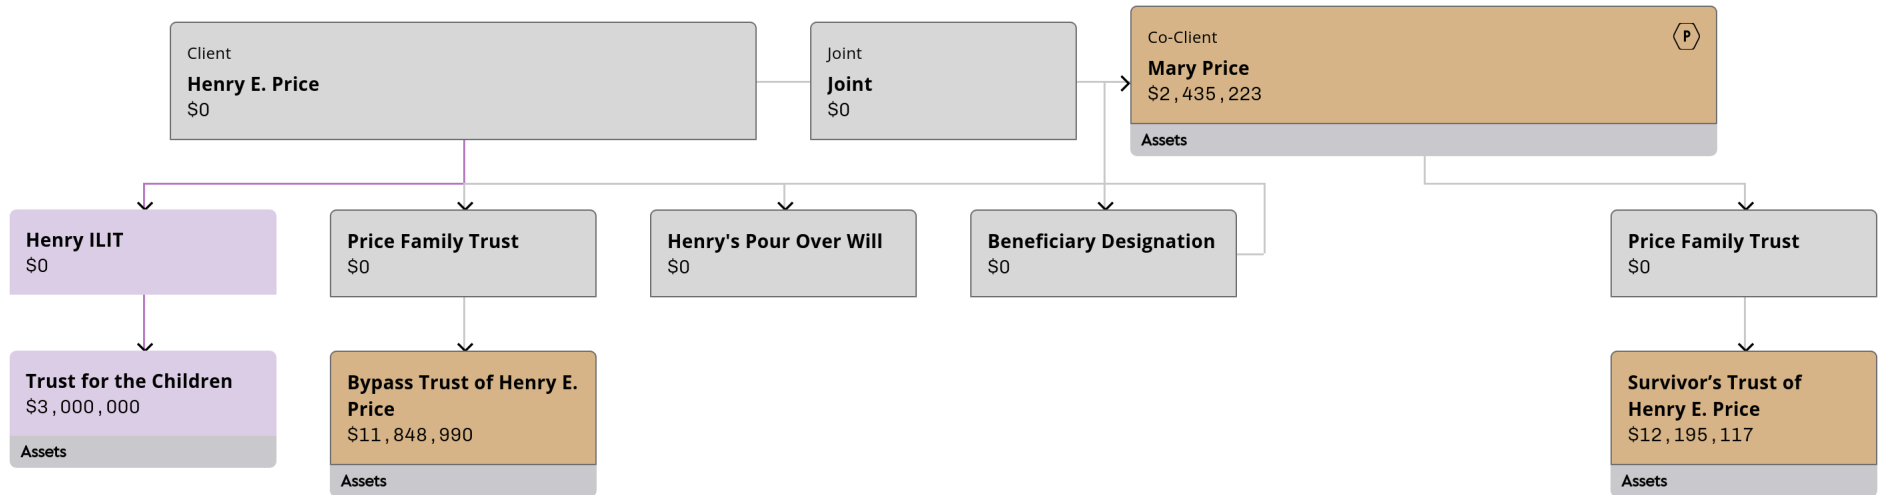 Client
Henry E. Price
$0
Joint
Joint
$0
Co-Client
P
Mary Price
$2,435,223
Assets
Henry ILIT
$0
Price Family Trust
$0
Henry's Pour Over Will
$0
Beneficiary Designation
$0
Price Family Trust
$0
Trust for the Children
$3,000,000
Assets
Bypass Trust of Henry E.
Price
$11,848,990
Assets
Survivor’s Trust of
Henry E. Price
$12,195,117
Assets